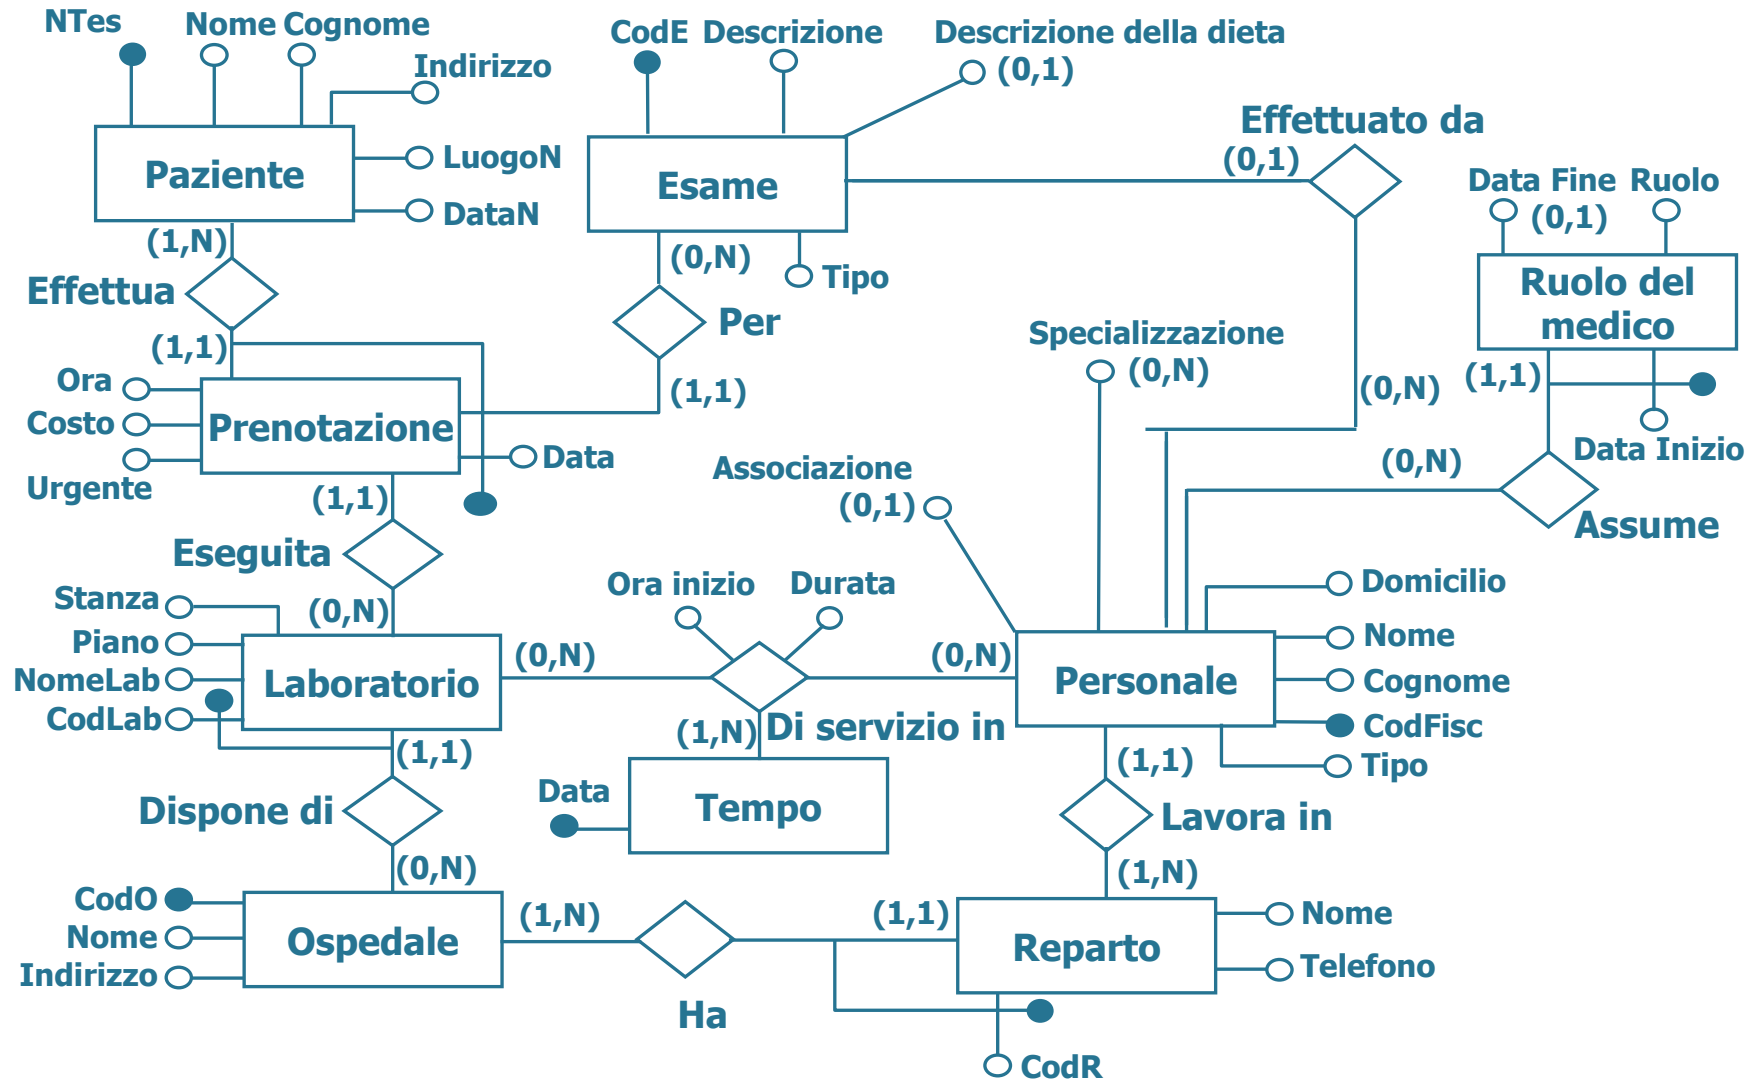 NTes
Nome Cognome
Indirizzo
Paziente
LuogoN
DataN
(1,N)
Effettua
(1,1)
CodE Descrizione
Descrizione della dieta
(0,1)
Esame
Tipo
(0,N)
Per
(1,1)
Effettuato da
(0,1)
(0,N)
Data Fine Ruolo
(0,1)
Ruolo del
medico
(1,1)
Data Inizio
(0,N)
Assume
Ora
Costo
Urgente
Prenotazione
Data
(1,1)
Eseguita
(0,N)
Stanza
Piano
NomeLab
CodLab
Laboratorio
(1,1)
Dispone di
(0,N)
CodO
Nome
Indirizzo
Ospedale
(0,N)
Ora inizio
Durata
(0,N)
Di servizio in
(1,N)
Data
Tempo
Specializzazione
(0,N)
Associazione
(0,1)
Personale
Domicilio
Nome
Cognome
CodFisc
Tipo
(1,1)
Lavora in
(1,N)
(1,N)
Ha
(1,1)
Reparto
Nome
Telefono
CodR